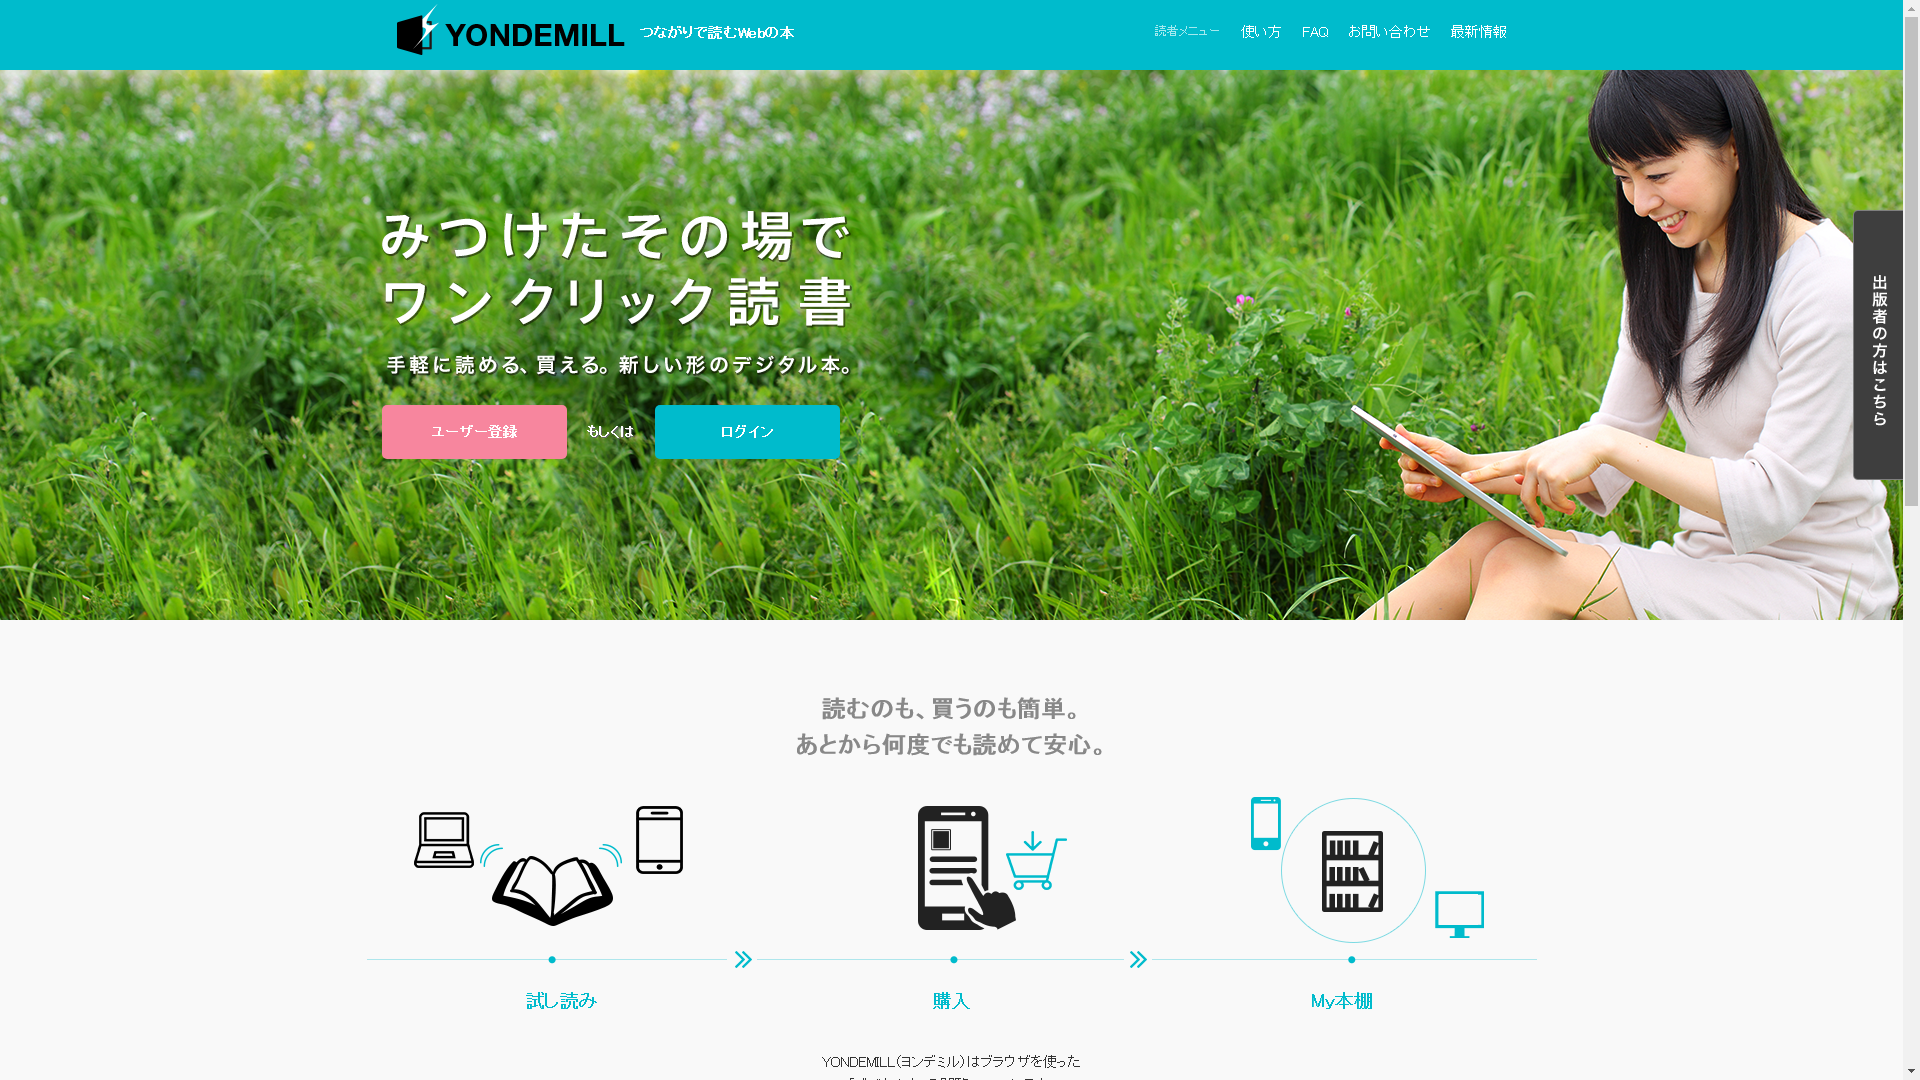 YONDEMILL つながりで読むWebの本
読者メニュー 使い方 FAQ お問い合わせ 最新情報
みつけたその場で
ワンクリック読書
手軽に読める、買える。新しい形のデジタル本。
ユーザー登録 もしくは ログイン
出版者の方はこちら
読むのも、買うのも簡単。
あとから何度でも読めて安心。
試し読み 購入 My本棚
YONDEMILL(ヨンデミル)はブラウザを使った